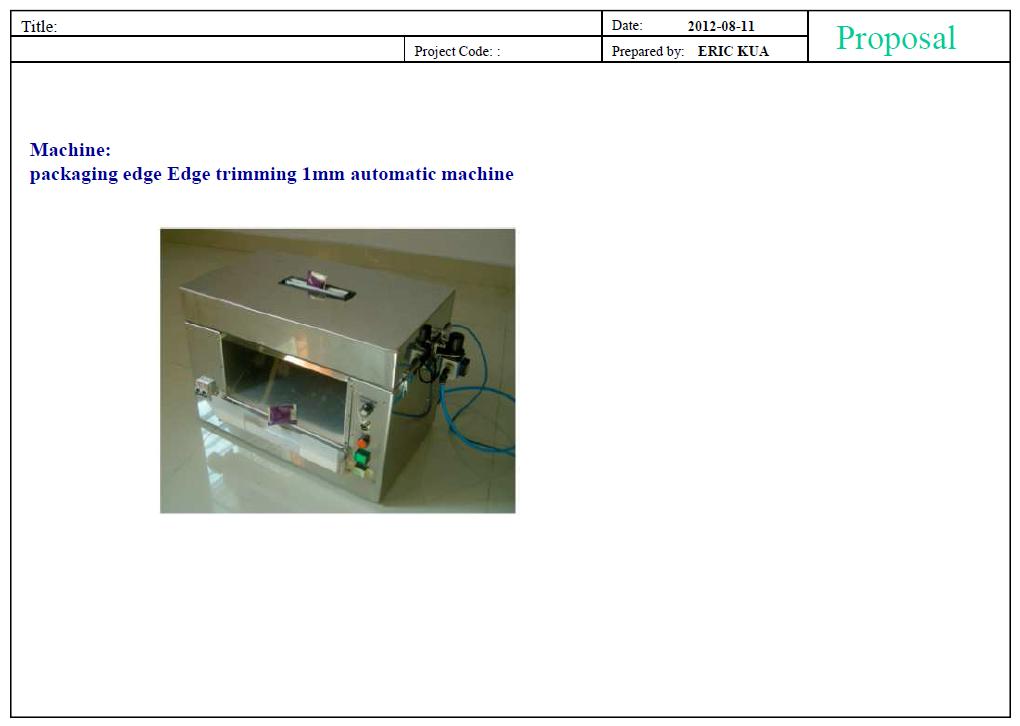 Title:
Date: 2012-08-11
Proposal
Project Code: :
Prepared by: ERIC KUA
Machine:
packaging edge Edge trimming 1mm automatic machine